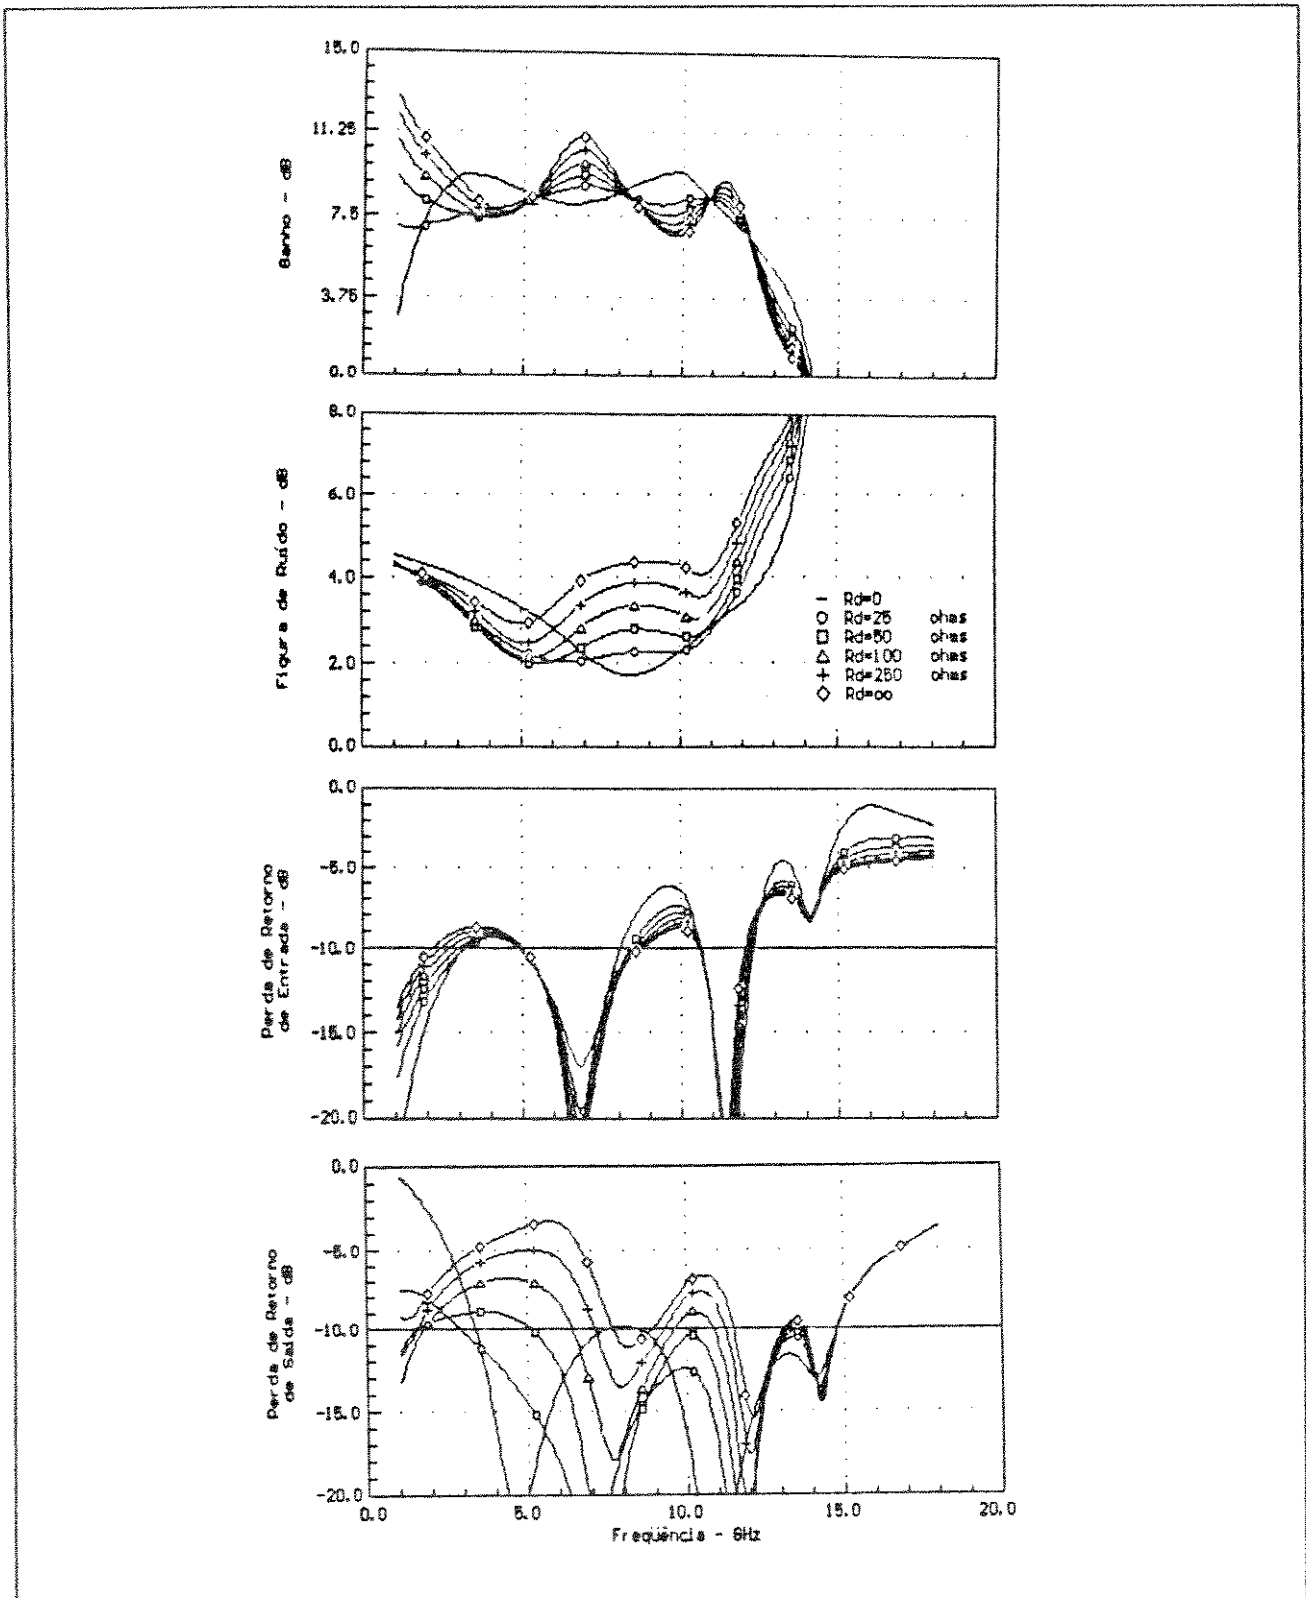 15.0
11.25
7.5
3.75
0.0
Ganho - dB
8.0
6.0
4.0
2.0
0.0
Figura de Ruído - dB
Rd=0
Rd=25 ohms
Rd=50 ohms
Rd=100 ohms
Rd=250 ohms
Rd=∞
0.0
-5.0
-10.0
-15.0
-20.0
Perda de Retorno
de Entrada - dB
0.0
-5.0
-10.0
-15.0
-20.0
Perda de Retorno
de Saída - dB
0.0 5.0 10.0 15.0 20.0
Freqüência - GHz